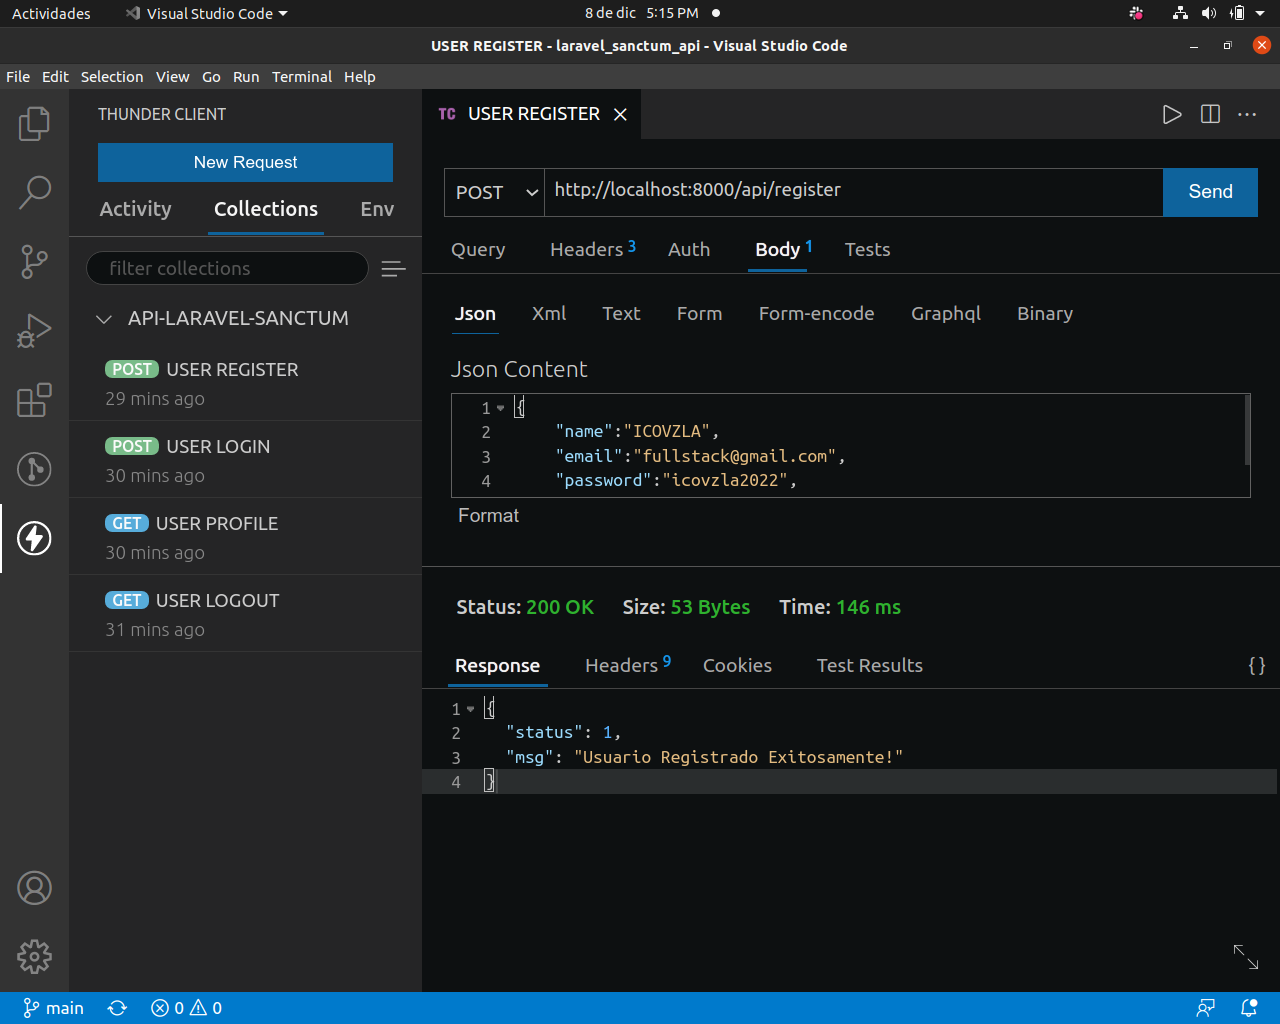 Actividades Visual Studio Code 8 de dic 5:15 PM
USER REGISTER - laravel_sanctum_api - Visual Studio Code
File Edit Selection View Go Run Terminal Help
THUNDER CLIENT
New Request
Activity Collections Env
filter collections
API-LARAVEL-SANCTUM
POST USER REGISTER
29 mins ago
POST USER LOGIN
30 mins ago
GET USER PROFILE
30 mins ago
GET USER LOGOUT
31 mins ago
TC USER REGISTER
POST http://localhost:8000/api/register Send
Query Headers 3 Auth Body 1 Tests
Json Xml Text Form Form-encode Graphql Binary
Json Content
1 {
2 "name":"ICOVZLA",
3 "email":"fullstack@gmail.com",
4 "password":"icovzla2022",
Format
Status: 200 OK Size: 53 Bytes Time: 146 ms
Response Headers 9 Cookies Test Results {}
1 {
2 "status": 1,
3 "msg": "Usuario Registrado Exitosamente!"
4 }
main 0 0